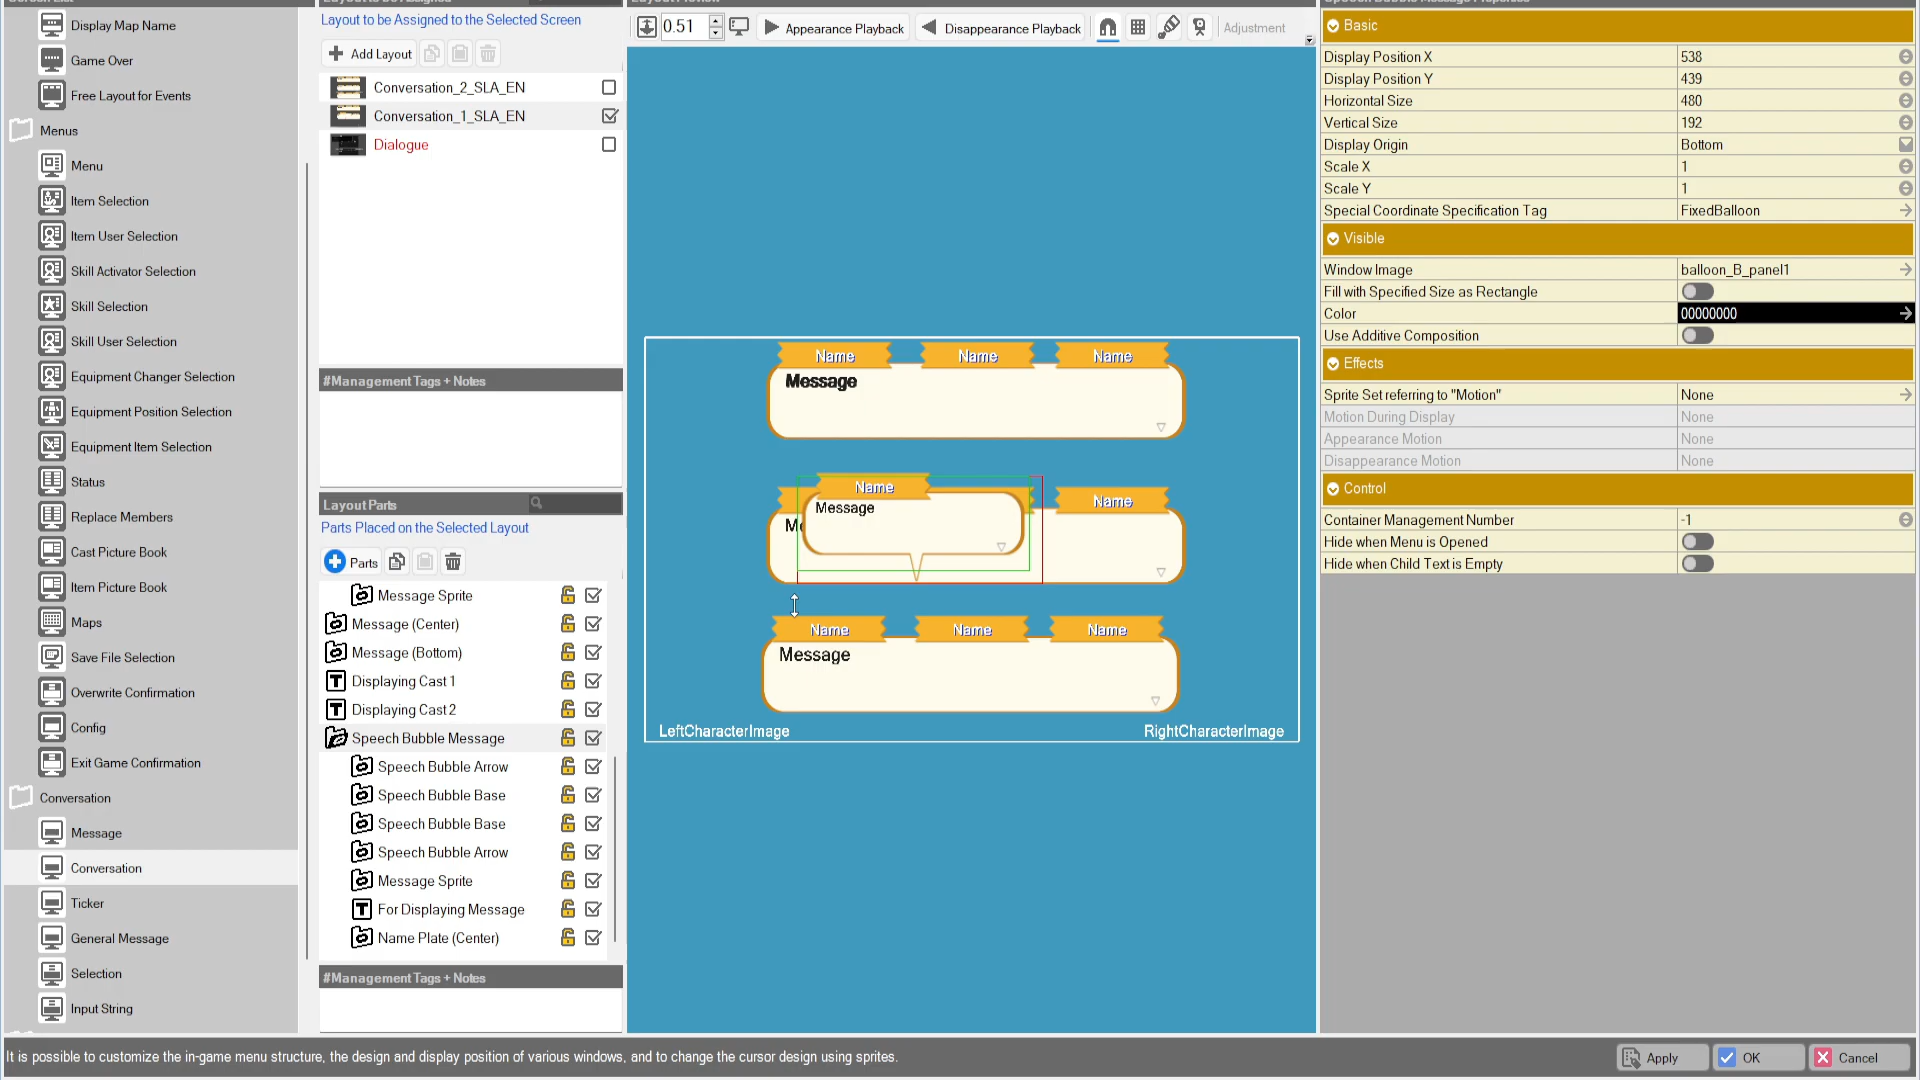 Display Map Name
Game Over
Free Layout for Events
Menus
Menu
Item Selection
Item User Selection
Skill Activator Selection
Skill Selection
Skill User Selection
Equipment Changer Selection
Equipment Position Selection
Equipment Item Selection
Status
Replace Members
Cast Picture Book
Item Picture Book
Maps
Save File Selection
Overwrite Confirmation
Config
Exit Game Confirmation
Conversation
Message
Conversation
Ticker
General Message
Selection
Input String
Layout to be Assigned to the Selected Screen
Add Layout
Conversation_2_SLA_EN
Conversation_1_SLA_EN
Dialogue
#Management Tags + Notes
Layout Parts
Parts Placed on the Selected Layout
Parts
Message Sprite
Message (Center)
Message (Bottom)
Displaying Cast 1
Displaying Cast 2
Speech Bubble Message
Speech Bubble Arrow
Speech Bubble Base
Speech Bubble Base
Speech Bubble Arrow
Message Sprite
For Displaying Message
Name Plate (Center)
#Management Tags + Notes
0.51 Appearance Playback Disappearance Playback Adjustment
Name Name Name
Message
Name
Name
Message
Me
Name Name Name
Message
LeftCharacterImage RightCharacterImage
Basic
Display Position X 538
Display Position Y 439
Horizontal Size 480
Vertical Size 192
Display Origin Bottom
Scale X 1
Scale Y 1
Special Coordinate Specification Tag FixedBalloon
Visible
Window Image balloon_B_panel1
Fill with Specified Size as Rectangle
Color 00000000
Use Additive Composition
Effects
Sprite Set referring to "Motion" None
Motion During Display None
Appearance Motion None
Disappearance Motion None
Control
Container Management Number -1
Hide when Menu is Opened
Hide when Child Text is Empty
It is possible to customize the in-game menu structure, the design and display position of various windows, and to change the cursor design using sprites.
Apply OK Cancel